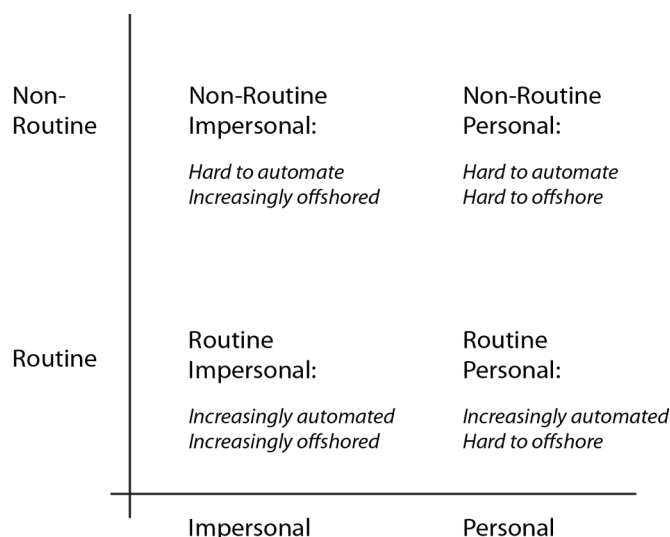 Non-
Routine
Non-Routine
Impersonal:
Hard to automate
Increasingly offshored
Non-Routine
Personal:
Hard to automate
Hard to offshore
Routine
Routine
Impersonal:
Increasingly automated
Increasingly offshored
Routine
Personal:
Increasingly automated
Hard to offshore
Impersonal
Personal